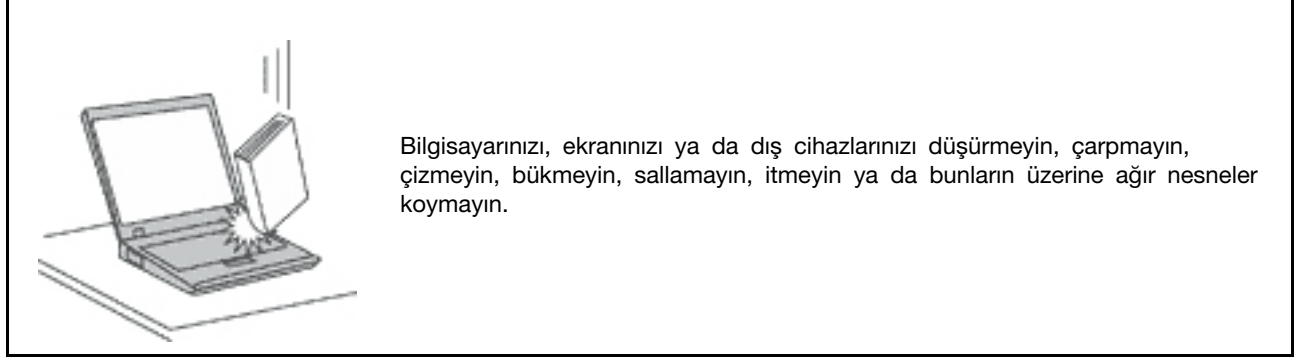 Bilgisayarınızı, ekranınızı ya da dış cihazlarınızı düşürmeyin, çarpmayın,
çizmeyin, bükmeyin, sallamayın, itmeyin ya da bunların üzerine ağır nesneler
koymayın.